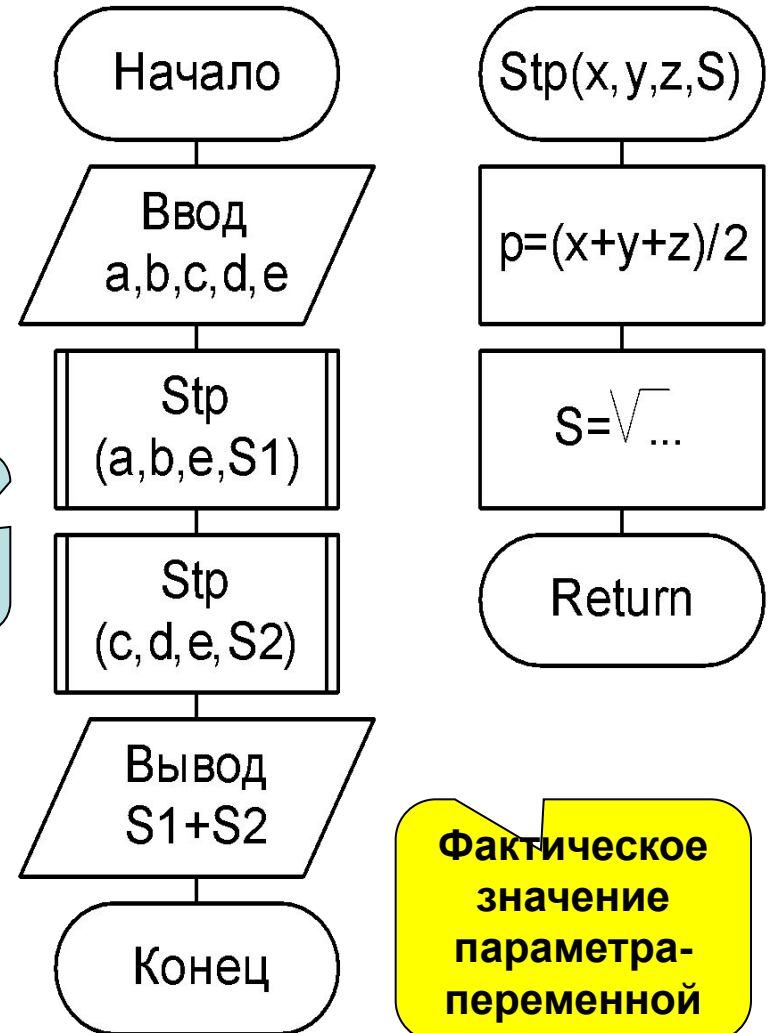 Начало
Ввод
a,b,c,d,e
Stp
(a,b,e,S1)
Stp
(c,d,e,S2)
Вывод
S1+S2
Конец
Stp(x,y,z,S)
p=(x+y+z)/2
S=√...
Return
Фактическое
значение
параметра-
переменной